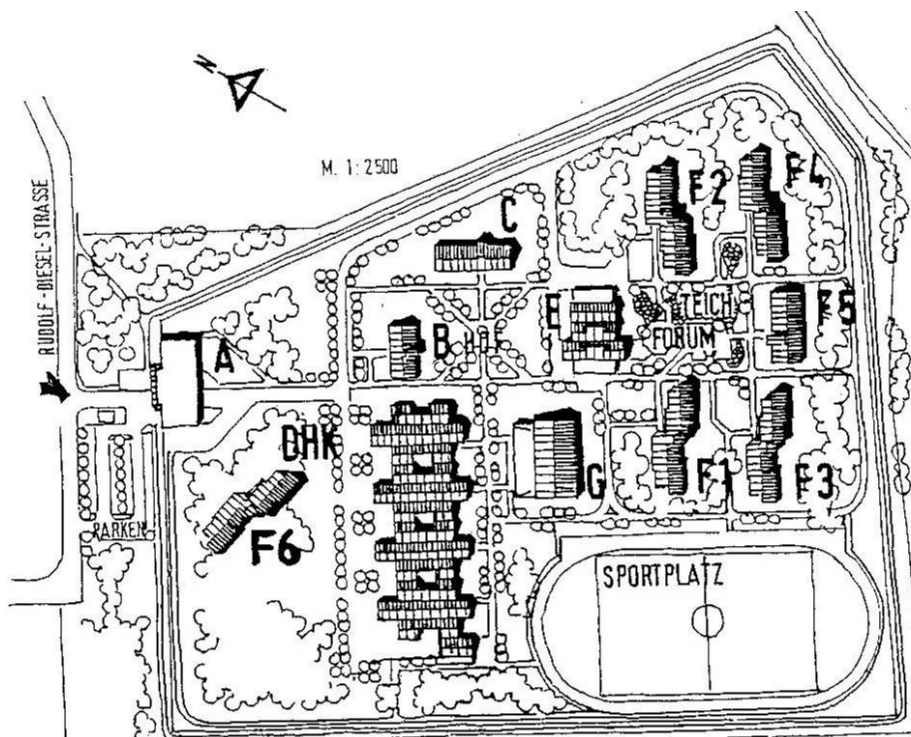 N
M. 1:2500
RUDOLF-DIESEL-STRASSE
F2
F4
C
E
TEICH
F5
A
B
HOF
FORUM
DHK
G
F1
F3
F6
PARKEN
SPORTPLATZ